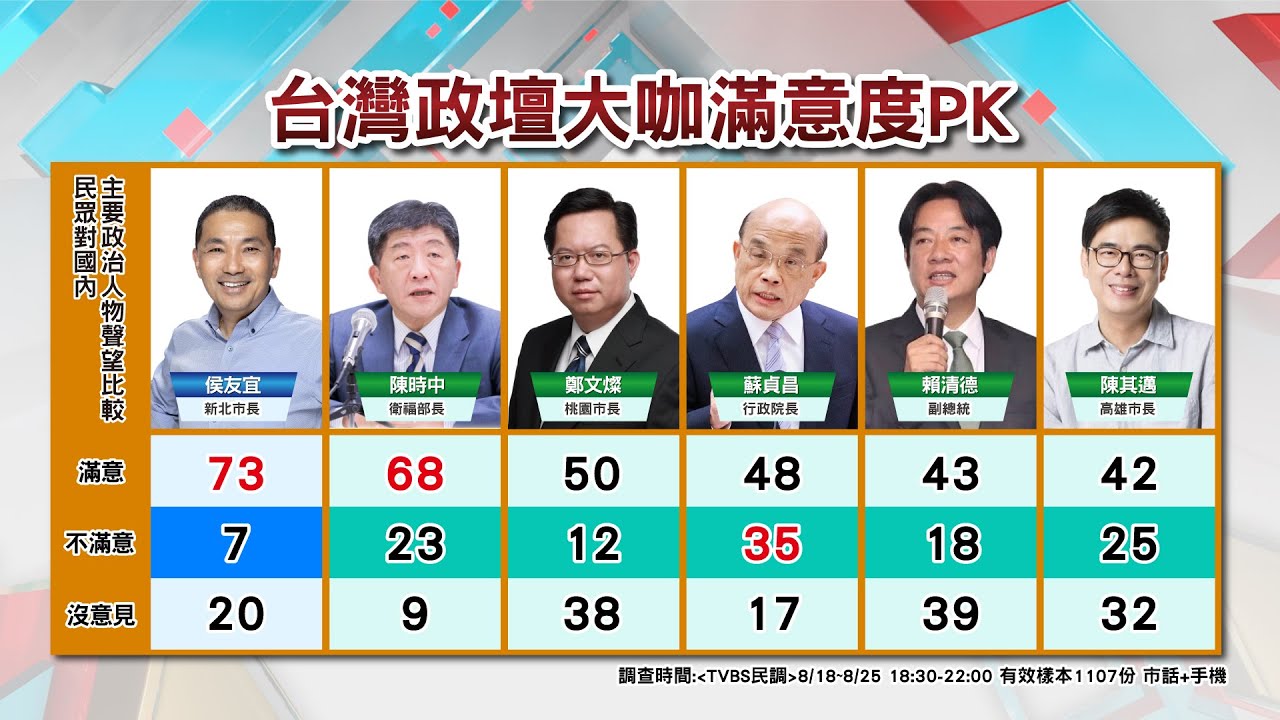 台灣政壇大咖滿意度PK
民眾對國內
主要政治人物聲望比較
侯友宜 陳時中 鄭文燦 蘇貞昌 賴清德 陳其邁
新北市長 衛福部長 桃園市長 行政院長 副總統 高雄市長
滿意 73 68 50 48 43 42
不滿意 7 23 12 35 18 25
沒意見 20 9 38 17 39 32
調查時間:<TVBS民調>8/18~8/25 18:30-22:00 有效樣本1107份 市話+手機